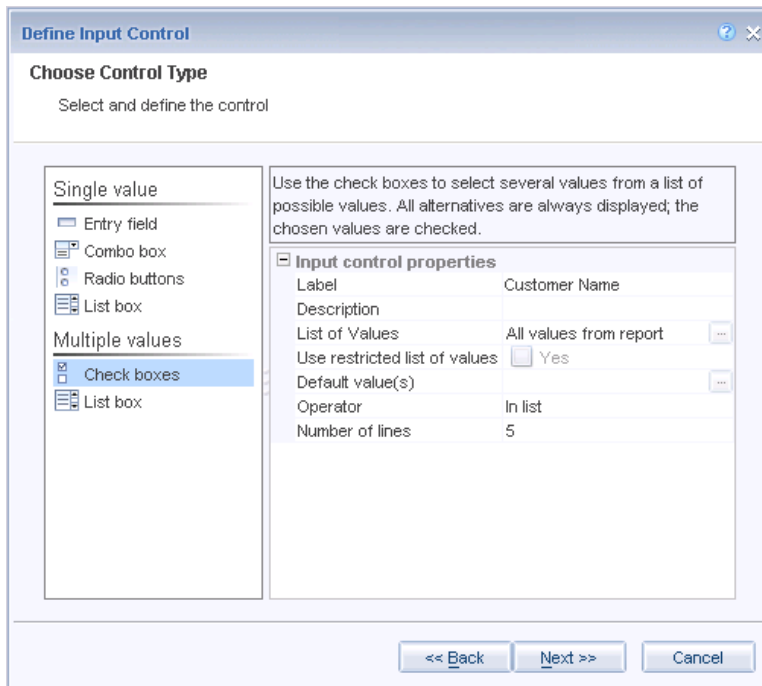 Define Input Control
Choose Control Type
Select and define the control
Single value
Entry field
Combo box
Radio buttons
List box
Multiple values
Check boxes
List box
Use the check boxes to select several values from a list of
possible values. All alternatives are always displayed; the
chosen values are checked.
Input control properties
Label Customer Name
Description
List of Values All values from report ...
Use restricted list of values Yes
Default value(s) ...
Operator In list
Number of lines 5
<< Back Next >> Cancel